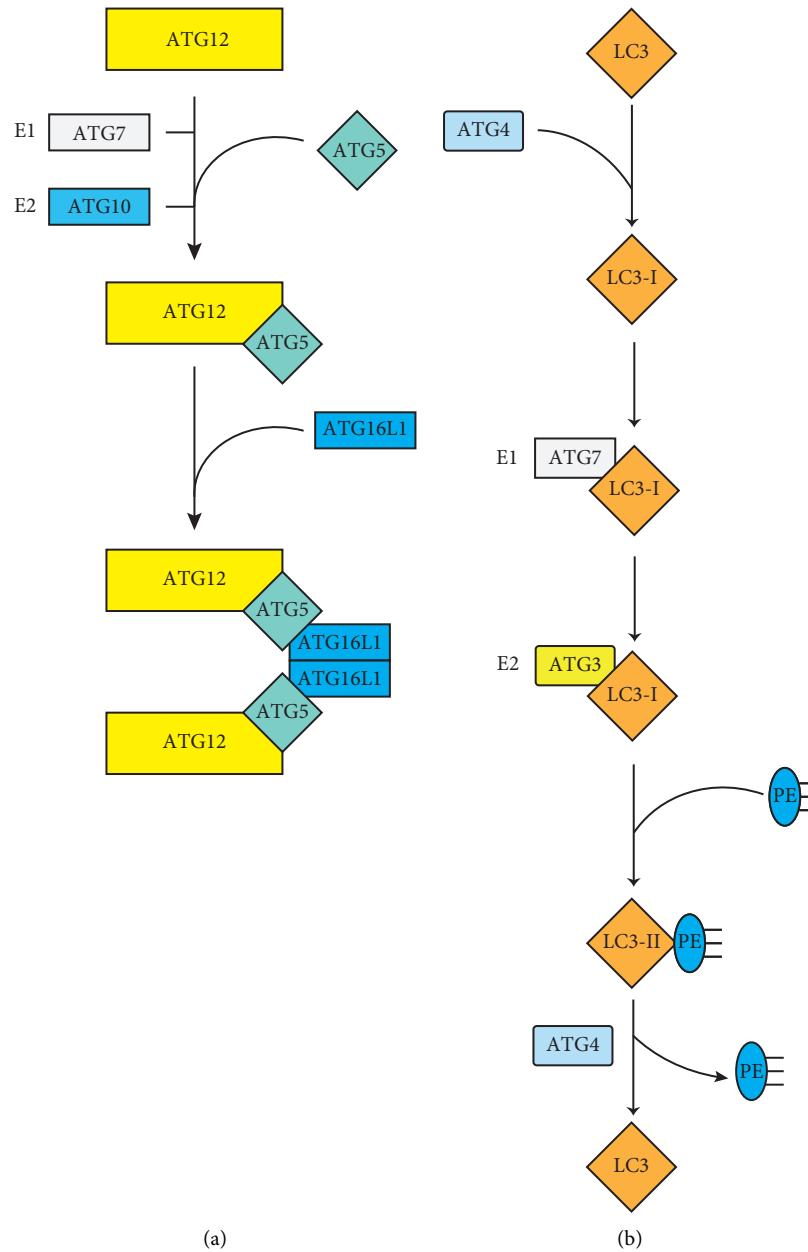 ATG12
E1
ATG7
ATG5
E2
ATG10
ATG12
ATG5
ATG16L1
ATG12
ATG5
ATG16L1
ATG16L1
ATG5
ATG12
(a)
LC3
ATG4
LC3-I
E1
ATG7
LC3-I
E2
ATG3
LC3-I
PE
LC3-II
PE
ATG4
PE
LC3
(b)